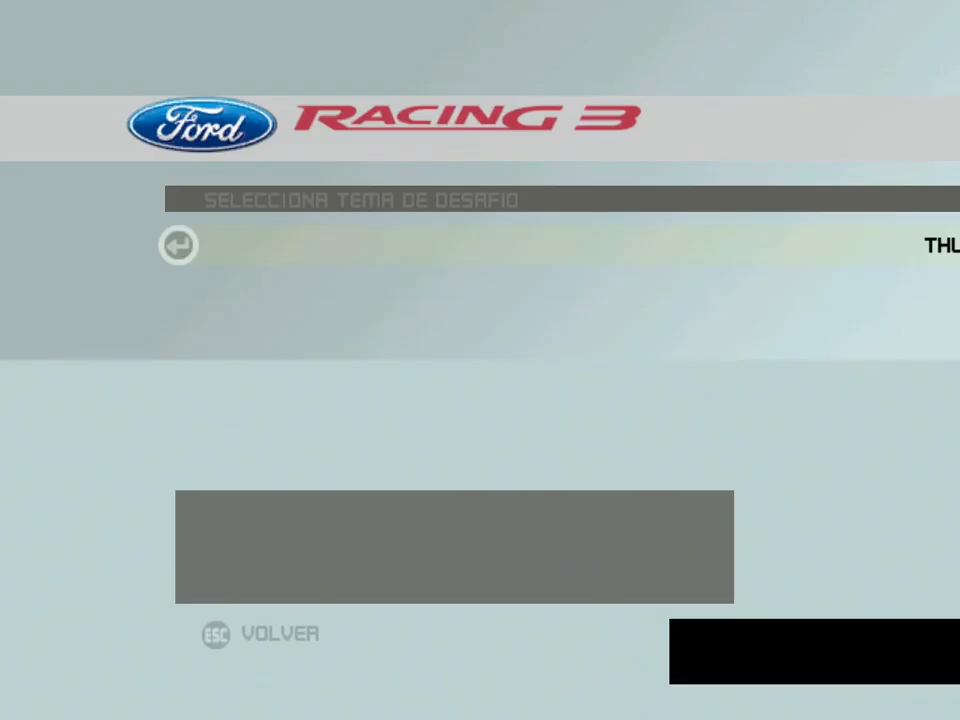 Ford RACING 3
SELECCIONA TEMA DE DESAFIO
THU
ESC VOLVER